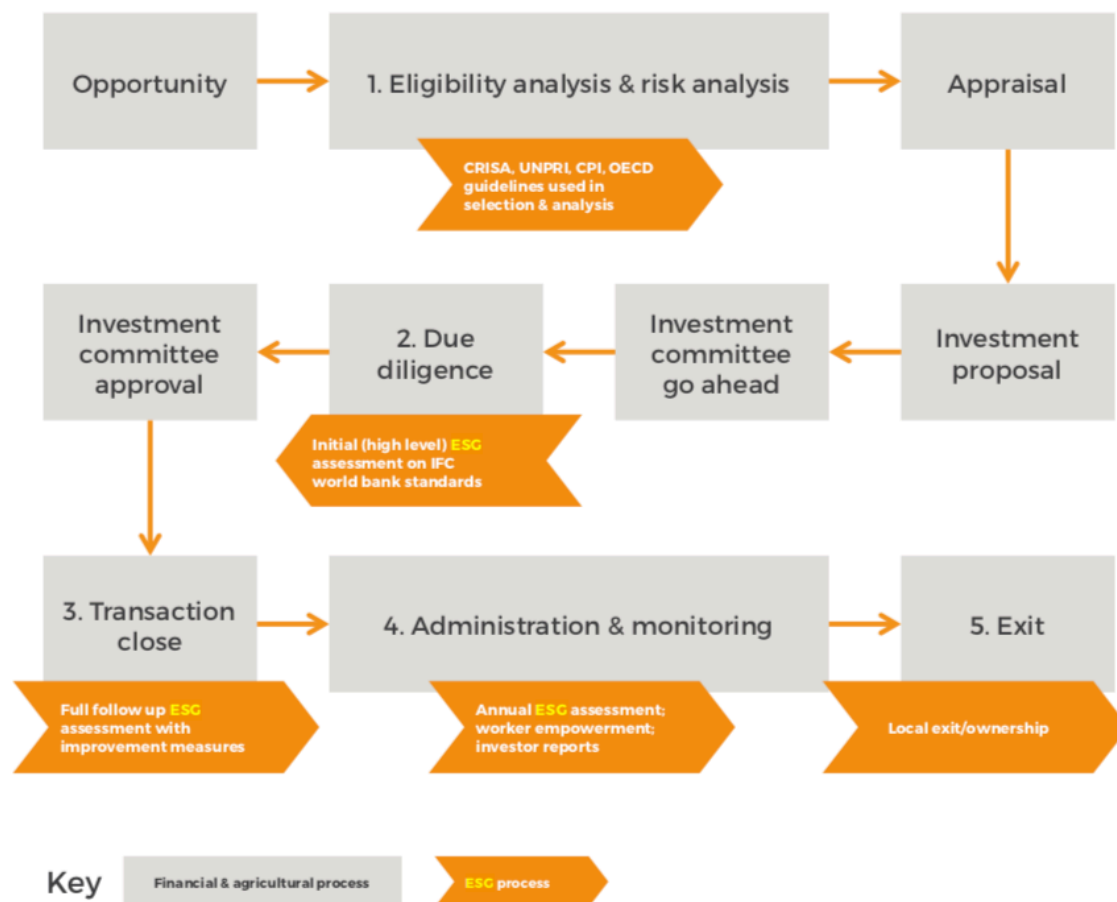 Opportunity
1. Eligibility analysis & risk analysis
Appraisal
CRISA, UNPRI, CPI, OECD
guidelines used in
selection & analysis
Investment
committee
approval
2. Due
diligence
Investment
committee
go ahead
Investment
proposal
Initial (high level) ESG
assessment on IFC
world bank standards
3. Transaction
close
4. Administration & monitoring
5. Exit
Full follow up ESG
assessment with
improvement measures
Annual ESG assessment;
worker empowerment;
investor reports
Local exit/ownership
Key
Financial & agricultural process
ESG process